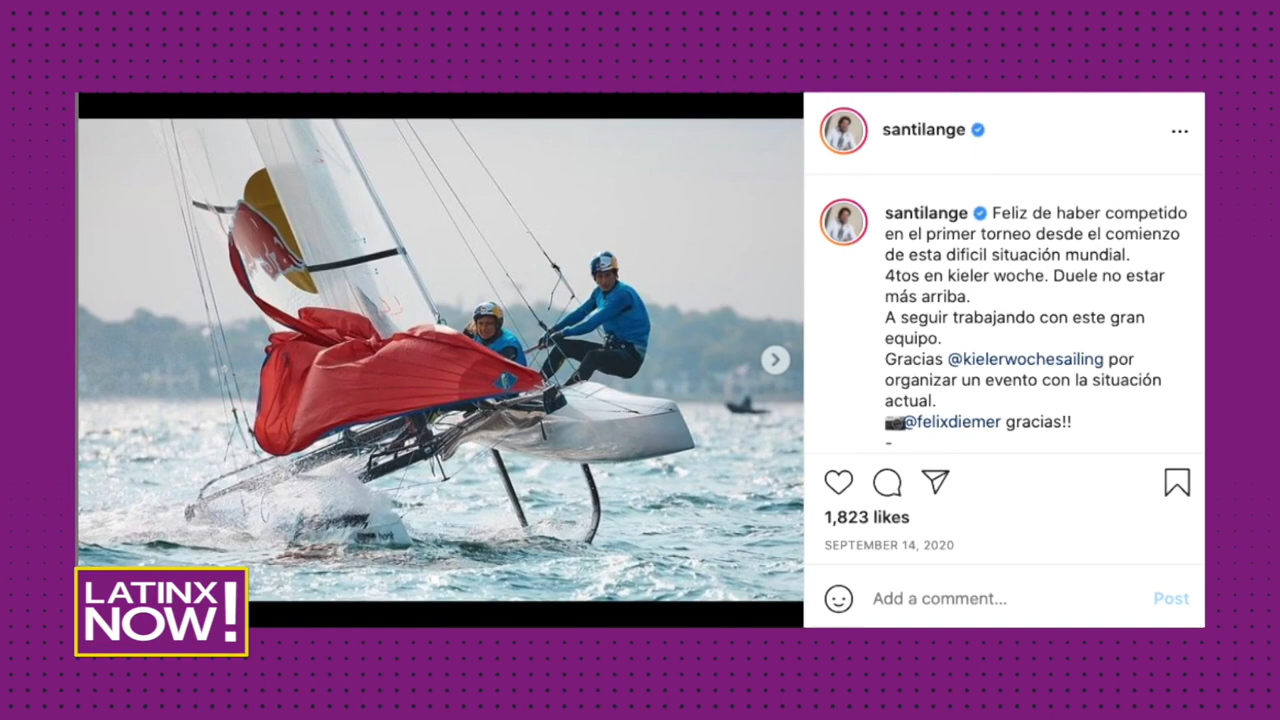 santilange
santilange Feliz de haber competido
en el primer torneo desde el comienzo
de esta dificil situación mundial.
4tos en kieler woche. Duele no estar
más arriba.
A seguir trabajando con este gran
equipo.
Gracias @kielerwochesailing por
organizar un evento con la situación
actual.
@felixdiemer gracias!!
-
1,823 likes
SEPTEMBER 14, 2020
Add a comment... Post
LATINX
NOW!